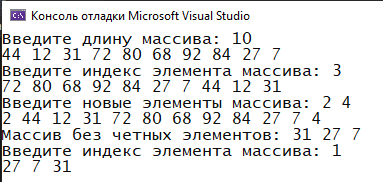 Консоль отладки Microsoft Visual Studio
Введите длину массива: 10
44 12 31 72 80 68 92 84 27 7
Введите индекс элемента массива: 3
72 80 68 92 84 27 7 44 12 31
Введите новые элементы массива: 2 4
2 44 12 31 72 80 68 92 84 27 7 4
Массив без четных элементов: 31 27 7
Введите индекс элемента массива: 1
27 7 31